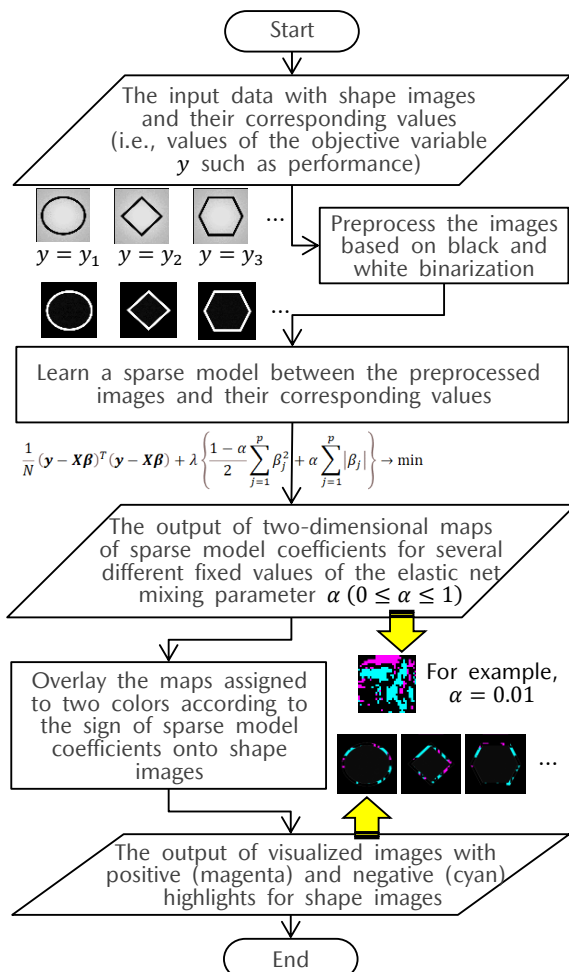 Start
The input data with shape images
and their corresponding values
(i.e., values of the objective variable
y such as performance)
y = y₁ y = y₂ y = y₃
...
Preprocess the images
based on black and
white binarization
...
Learn a sparse model between the preprocessed
images and their corresponding values
1/N (y − Xβ)ᵀ(y − Xβ) + λ { (1 − α)/2 ∑_{j=1}^{p} β_j² + α ∑_{j=1}^{p} |β_j| } → min
The output of two-dimensional maps
of sparse model coefficients for several
different fixed values of the elastic net
mixing parameter α (0 ≤ α ≤ 1)
For example,
α = 0.01
Overlay the maps assigned
to two colors according to
the sign of sparse model
coefficients onto shape
images
...
The output of visualized images with
positive (magenta) and negative (cyan)
highlights for shape images
End